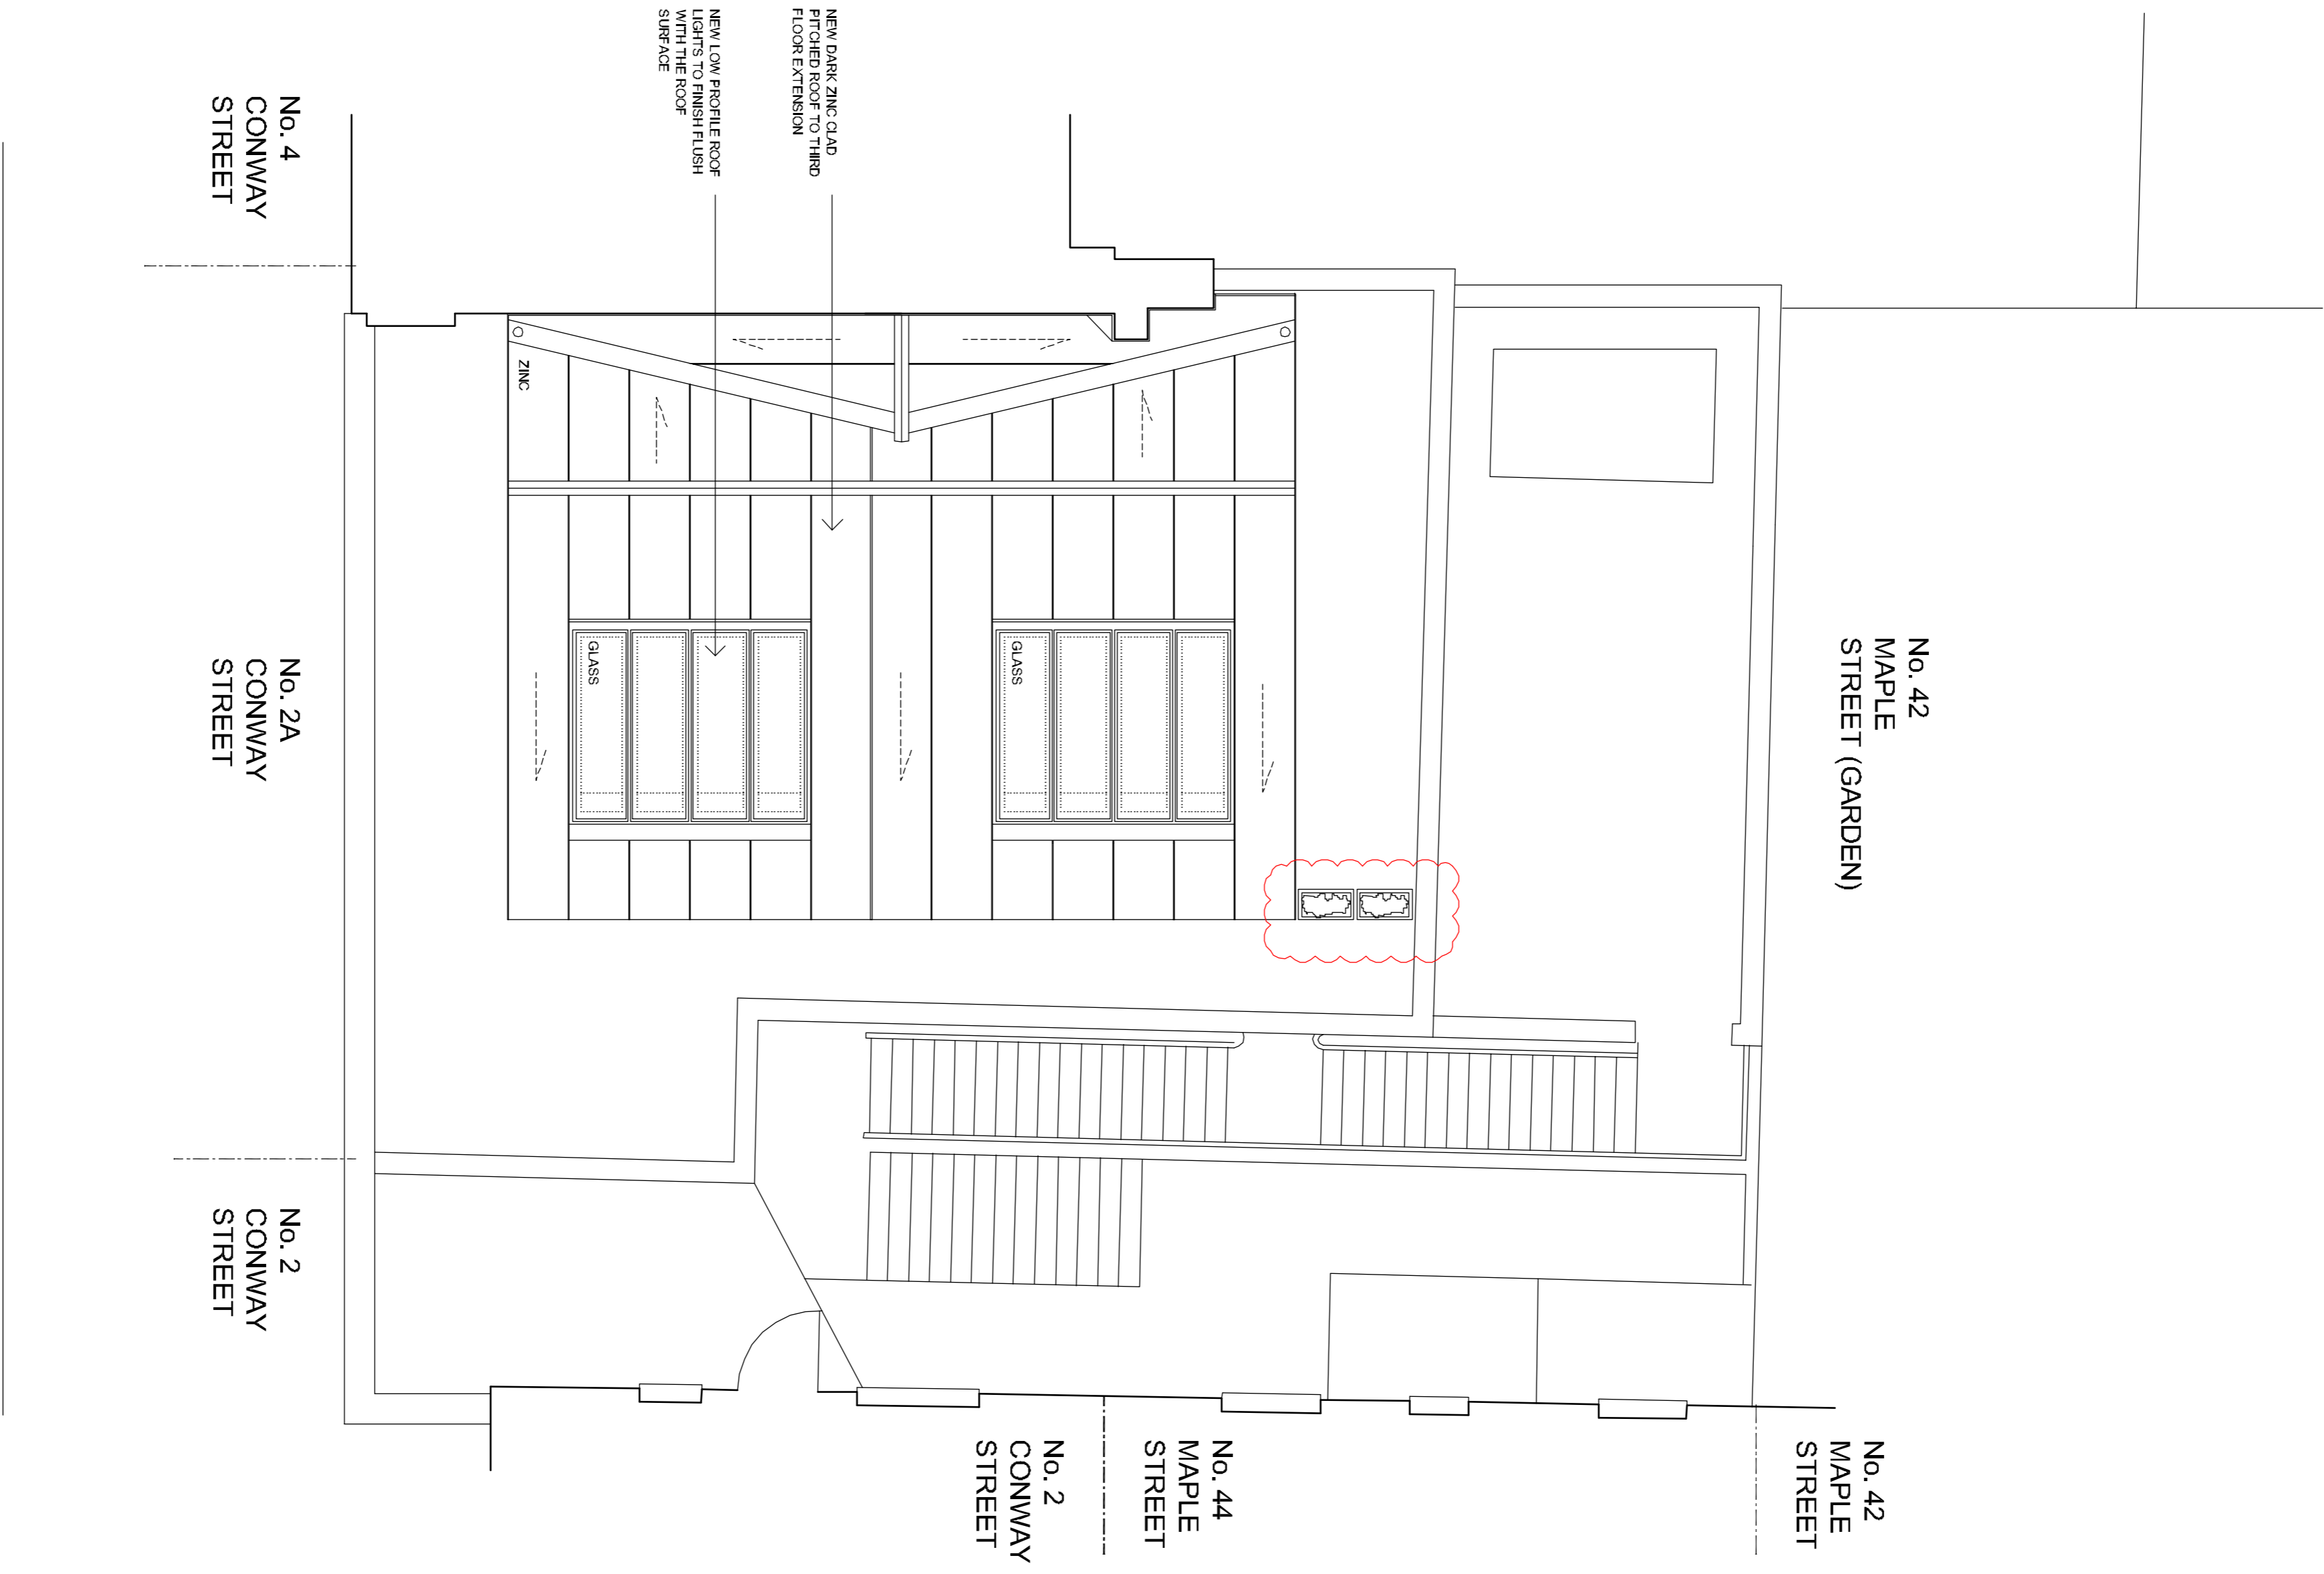 NEW LOW PROFILE ROOF
LIGHTS TO FINISH FLUSH
WITH THE ROOF
SURFACE
NEW DARK ZINC CLAD
PITCHED ROOF TO THIRD
FLOOR EXTENSION
No. 4
CONWAY
STREET
ZINC
GLASS
GLASS
No. 42
MAPLE
STREET (GARDEN)
No. 2A
CONWAY
STREET
No. 2
CONWAY
STREET
No. 2
CONWAY
STREET
No. 44
MAPLE
STREET
No. 42
MAPLE
STREET